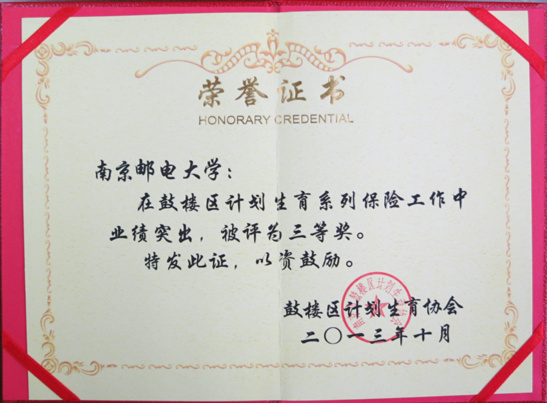 荣誉证书
HONORARY CREDENTIAL
南京邮电大学：
在鼓楼区计划生育系列保险工作中
业绩突出，被评为三等奖。
特发此证，以资鼓励。
鼓楼区计划生育协会
二〇一三年十月